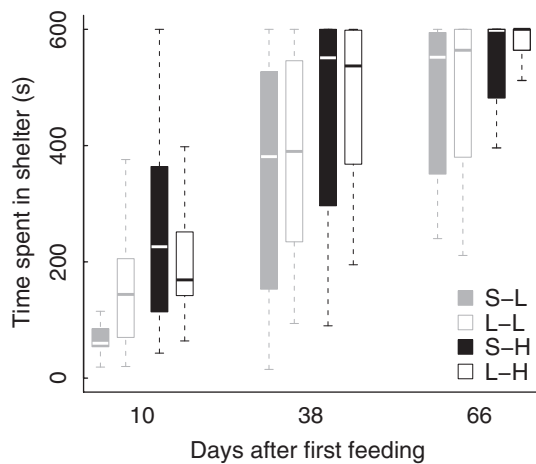 Time spent in shelter (s)
600
400
200
0
S–L
L–L
S–H
L–H
10 38 66
Days after first feeding